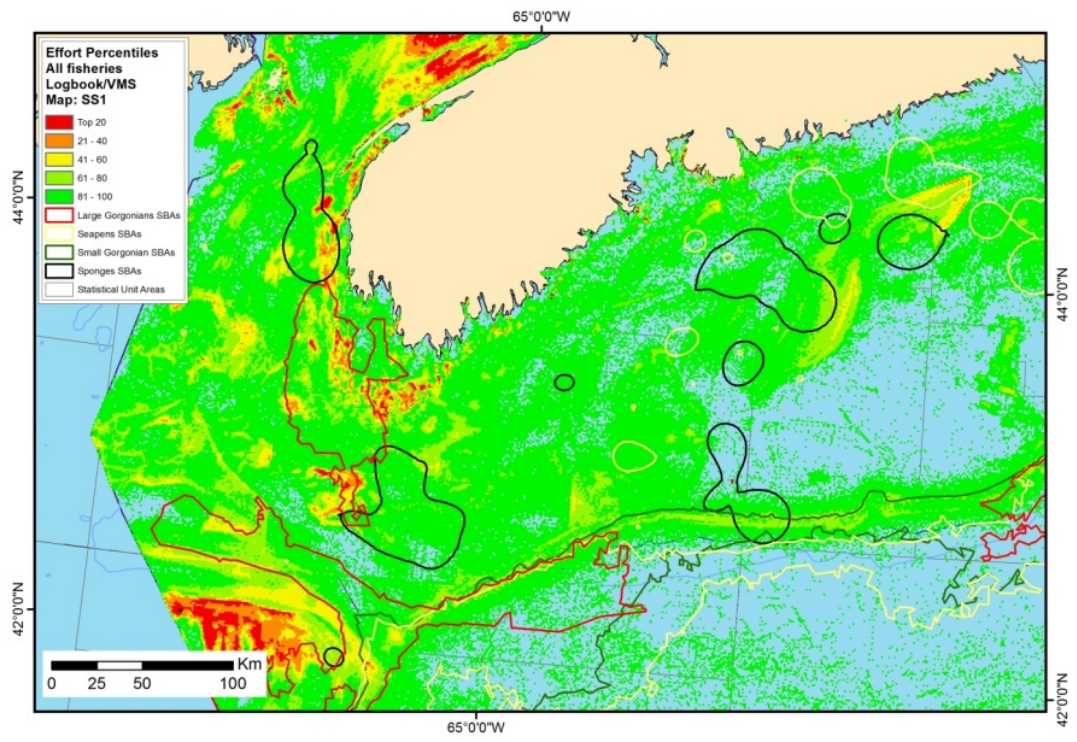 65°0'0"W
Effort Percentiles
All fisheries
Logbook/VMS
Map: SS1
Top 20
21 - 40
41 - 60
61 - 80
81 - 100
Large Gorgonians SBAs
Seapens SBAs
Small Gorgonian SBAs
Sponges SBAs
Statistical Unit Areas
44°0'0"N
44°0'0"N
42°0'0"N
42°0'0"N
Km
0 25 50 100
65°0'0"W